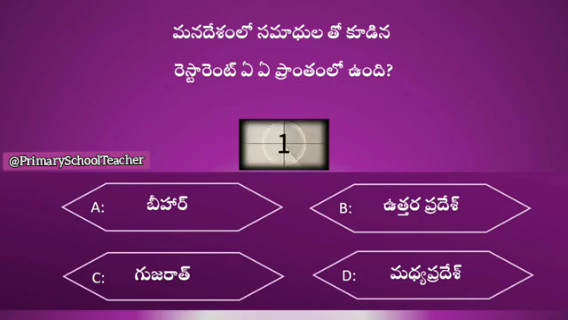 మనదేశంలో సమాధుల తో కూడిన
రెస్టారెంట్ ఏ ఏ ప్రాంతంలో ఉంది?
1
@PrimarySchoolTeacher
A: బీహార్
B: ఉత్తర ప్రదేశ్
C: గుజరాత్
D: మధ్యప్రదేశ్